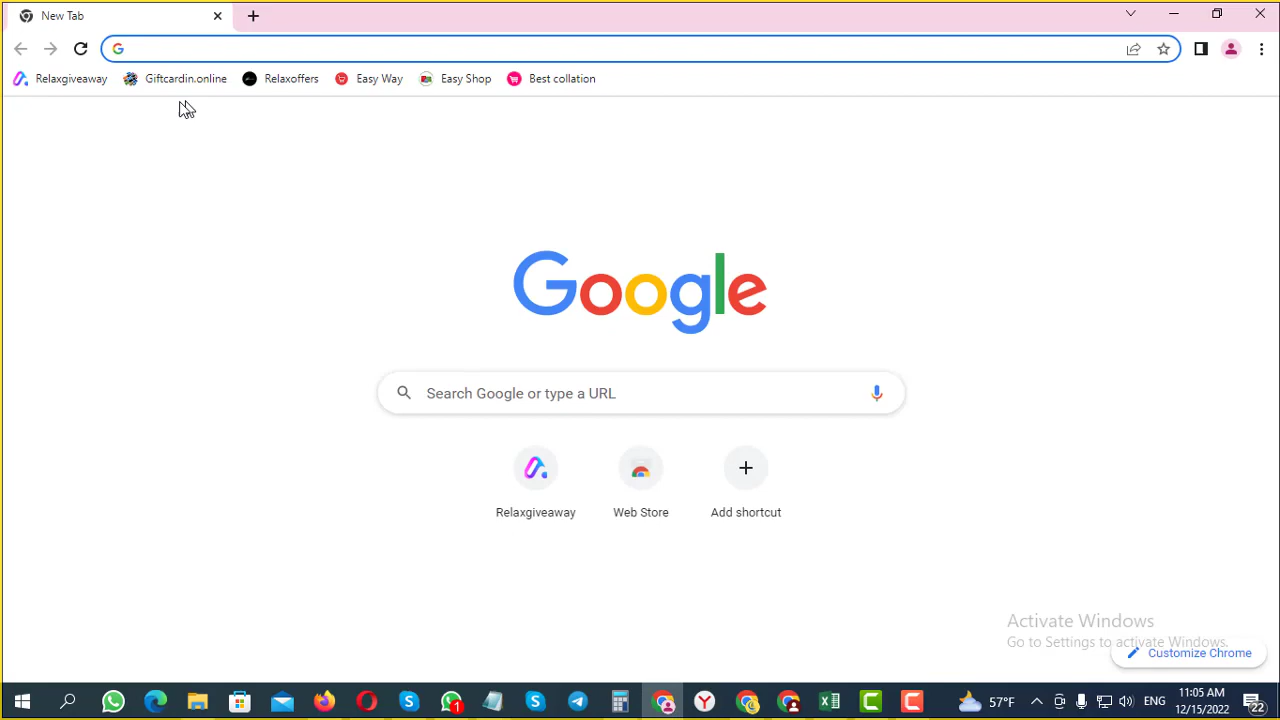 New Tab
Relaxgiveaway Giftcardin.online Relaxoffers Easy Way Easy Shop Best collation
Google
Search Google or type a URL
Relaxgiveaway Web Store Add shortcut
Activate Windows
Go to Settings to activate Windows.
Customize Chrome
1 57°F ENG 11:05 AM 22
12/15/2022